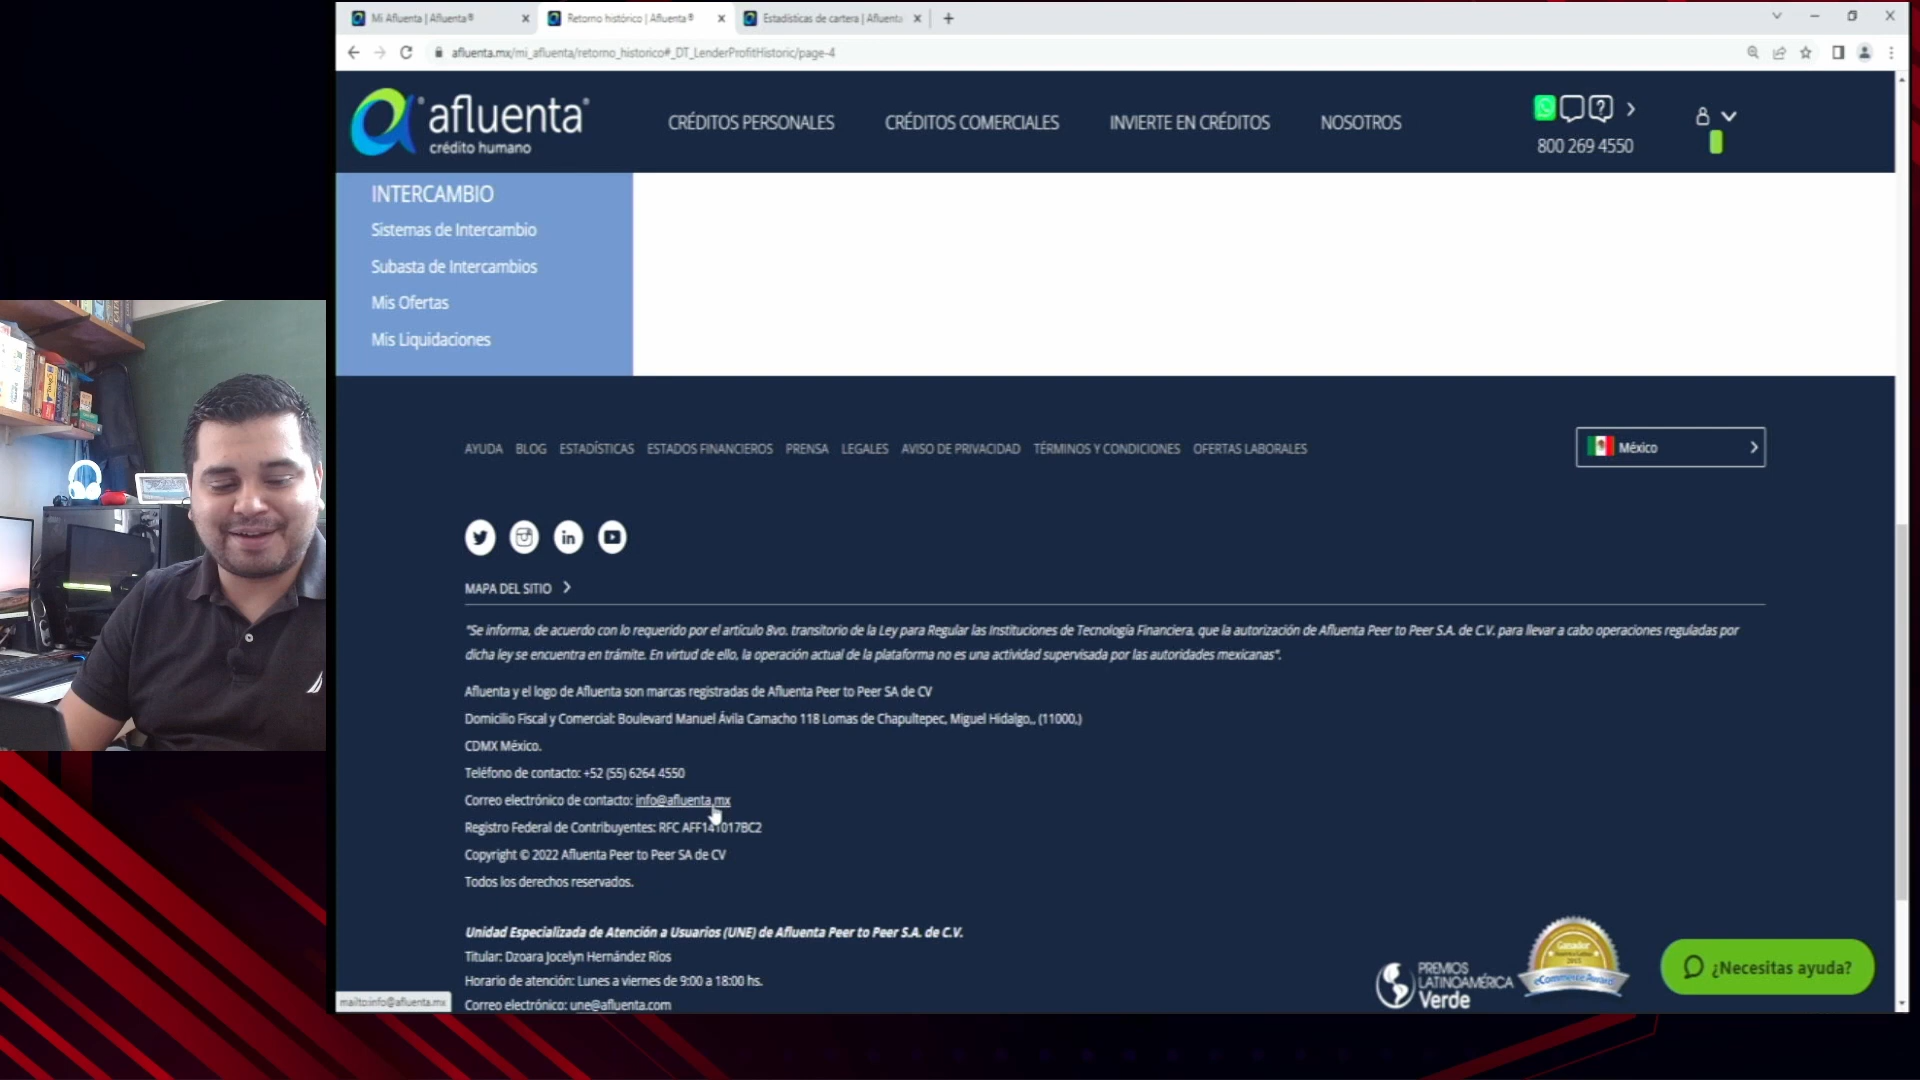 Mi Afluenta | Afluenta®
Retorno histórico | Afluenta®
Estadísticas de cartera | Afluenta
afluenta.mx/mi_afluenta/retorno_historico#_DT_LenderProfitHistoric/page-4
afluenta®
crédito humano
CRÉDITOS PERSONALES
CRÉDITOS COMERCIALES
INVIERTE EN CRÉDITOS
NOSOTROS
800 269 4550
INTERCAMBIO
Sistemas de Intercambio
Subasta de Intercambios
Mis Ofertas
Mis Liquidaciones
AYUDA BLOG ESTADÍSTICAS ESTADOS FINANCIEROS PRENSA LEGALES AVISO DE PRIVACIDAD TÉRMINOS Y CONDICIONES OFERTAS LABORALES
México
MAPA DEL SITIO
"Se informa, de acuerdo con lo requerido por el artículo 8vo. transitorio de la Ley para Regular las Instituciones de Tecnología Financiera, que la autorización de Afluenta Peer to Peer S.A. de C.V. para llevar a cabo operaciones reguladas por
dicha ley se encuentra en trámite. En virtud de ello, la operación actual de la plataforma no es una actividad supervisada por las autoridades mexicanas".
Afluenta y el logo de Afluenta son marcas registradas de Afluenta Peer to Peer SA de CV
Domicilio Fiscal y Comercial: Boulevard Manuel Ávila Camacho 118 Lomas de Chapultepec, Miguel Hidalgo,, (11000,)
CDMX México.
Teléfono de contacto: +52 (55) 6264 4550
Correo electrónico de contacto: info@afluenta.mx
Registro Federal de Contribuyentes: RFC AFF141017BC2
Copyright © 2022 Afluenta Peer to Peer SA de CV
Todos los derechos reservados.
Unidad Especializada de Atención a Usuarios (UNE) de Afluenta Peer to Peer S.A. de C.V.
Titular: Dzoara Jocelyn Hernández Ríos
Horario de atención: Lunes a viernes de 9:00 a 18:00 hs.
Correo electrónico: une@afluenta.com
mailto:info@afluenta.mx
PREMIOS
LATINOAMÉRICA
Verde
Ganador
eCommerce Award
¿Necesitas ayuda?